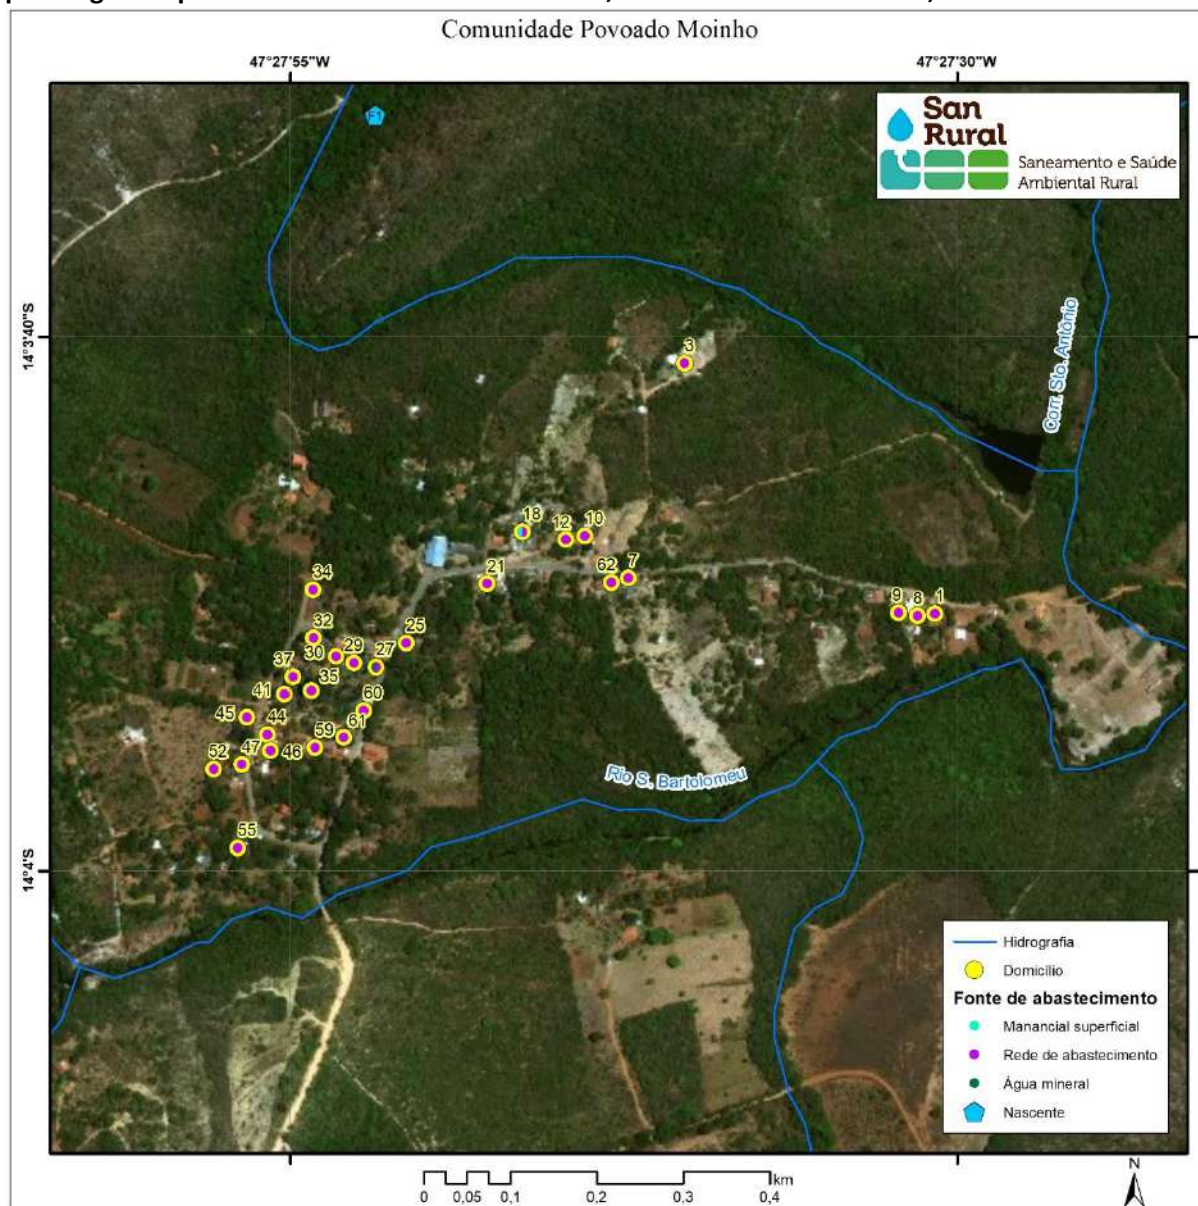 Comunidade Povoado Moinho
47°27'55"W
47°27'30"W
F1
San
Rural
Saneamento e Saúde
Ambiental Rural
14°3'40"S
Corr. Sto. Antônio
3
18
12
10
34
21
62
7
9
8
1
32
30
29
27
25
37
35
41
60
45
44
61
59
52
47
46
Rio S. Bartolomeu
55
14°4'S
Hidrografia
Domicílio
Fonte de abastecimento
Manancial superficial
Rede de abastecimento
Água mineral
Nascente
0 0,05 0,1 0,2 0,3 0,4 km
N